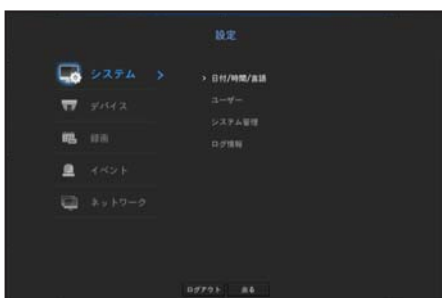 設定
システム
日付/時間/言語
デバイス
ユーザー
システム管理
録画
ログ情報
イベント
ネットワーク
ログアウト 戻る